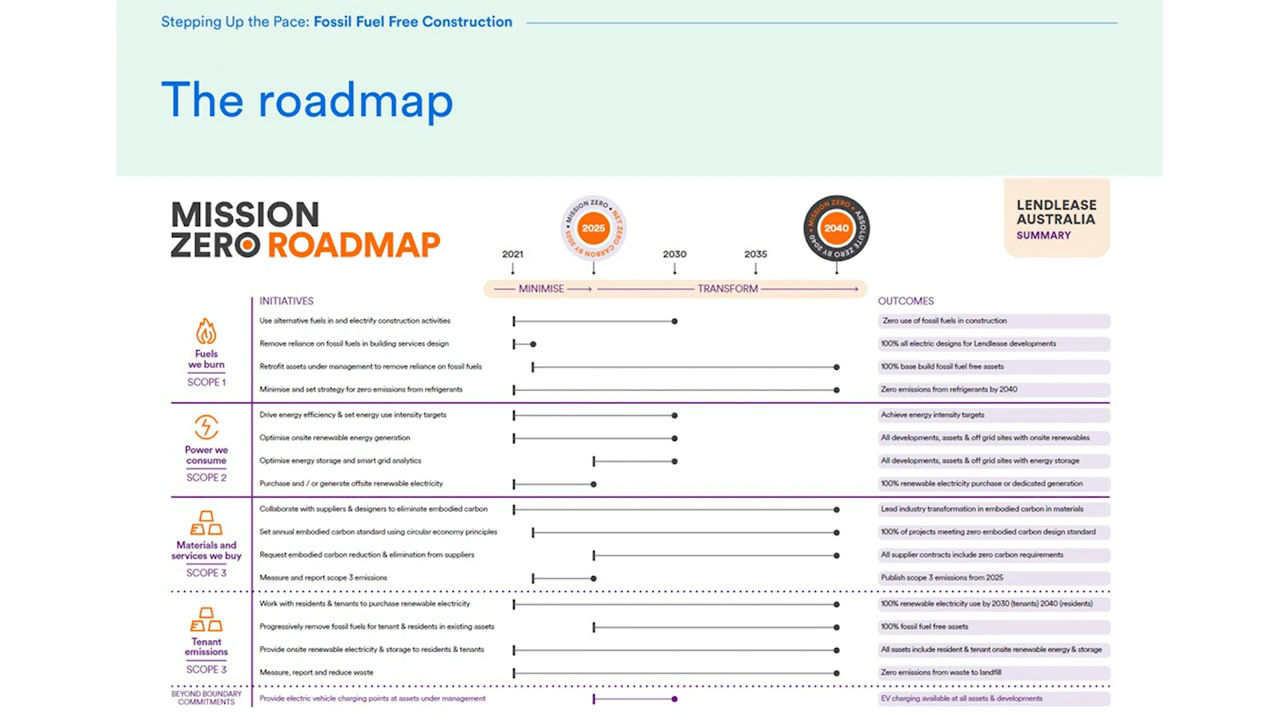 Stepping Up the Pace: Fossil Fuel Free Construction
The roadmap
MISSION
ZERO ROADMAP
MISSION ZERO • NET ZERO CARBON BY 2025 •
2025
MISSION ZERO • ABSOLUTE ZERO BY 2040 •
2040
LENDLEASE
AUSTRALIA
SUMMARY
2021
2030
2035
MINIMISE
TRANSFORM
INITIATIVES
OUTCOMES
Fuels
we burn
SCOPE 1
Use alternative fuels in and electrify construction activities
Zero use of fossil fuels in construction
Remove reliance on fossil fuels in building services design
100% all electric designs for Lendlease developments
Retrofit assets under management to remove reliance on fossil fuels
100% base build fossil fuel free assets
Minimise and set strategy for zero emissions from refrigerants
Zero emissions from refrigerants by 2040
Power we
consume
SCOPE 2
Drive energy efficiency & set energy use intensity targets
Achieve energy intensity targets
Optimise onsite renewable energy generation
All developments, assets & off grid sites with onsite renewables
Optimise energy storage and smart grid analytics
All developments, assets & off grid sites with energy storage
Purchase and / or generate offsite renewable electricity
100% renewable electricity purchase or dedicated generation
Materials and
services we buy
SCOPE 3
Collaborate with suppliers & designers to eliminate embodied carbon
Lead industry transformation in embodied carbon in materials
Set annual embodied carbon standard using circular economy principles
100% of projects meeting zero embodied carbon design standard
Request embodied carbon reduction & elimination from suppliers
All supplier contracts include zero carbon requirements
Measure and report scope 3 emissions
Publish scope 3 emissions from 2025
Tenant
emissions
SCOPE 3
Work with residents & tenants to purchase renewable electricity
100% renewable electricity use by 2030 (tenants) 2040 (residents)
Progressively remove fossil fuels for tenant & residents in existing assets
100% fossil fuel free assets
Provide onsite renewable electricity & storage to residents & tenants
All assets include resident & tenant onsite renewable energy & storage
Measure, report and reduce waste
Zero emissions from waste to landfill
BEYOND BOUNDARY
COMMITMENTS
Provide electric vehicle charging points at assets under management
EV charging available at all assets & developments